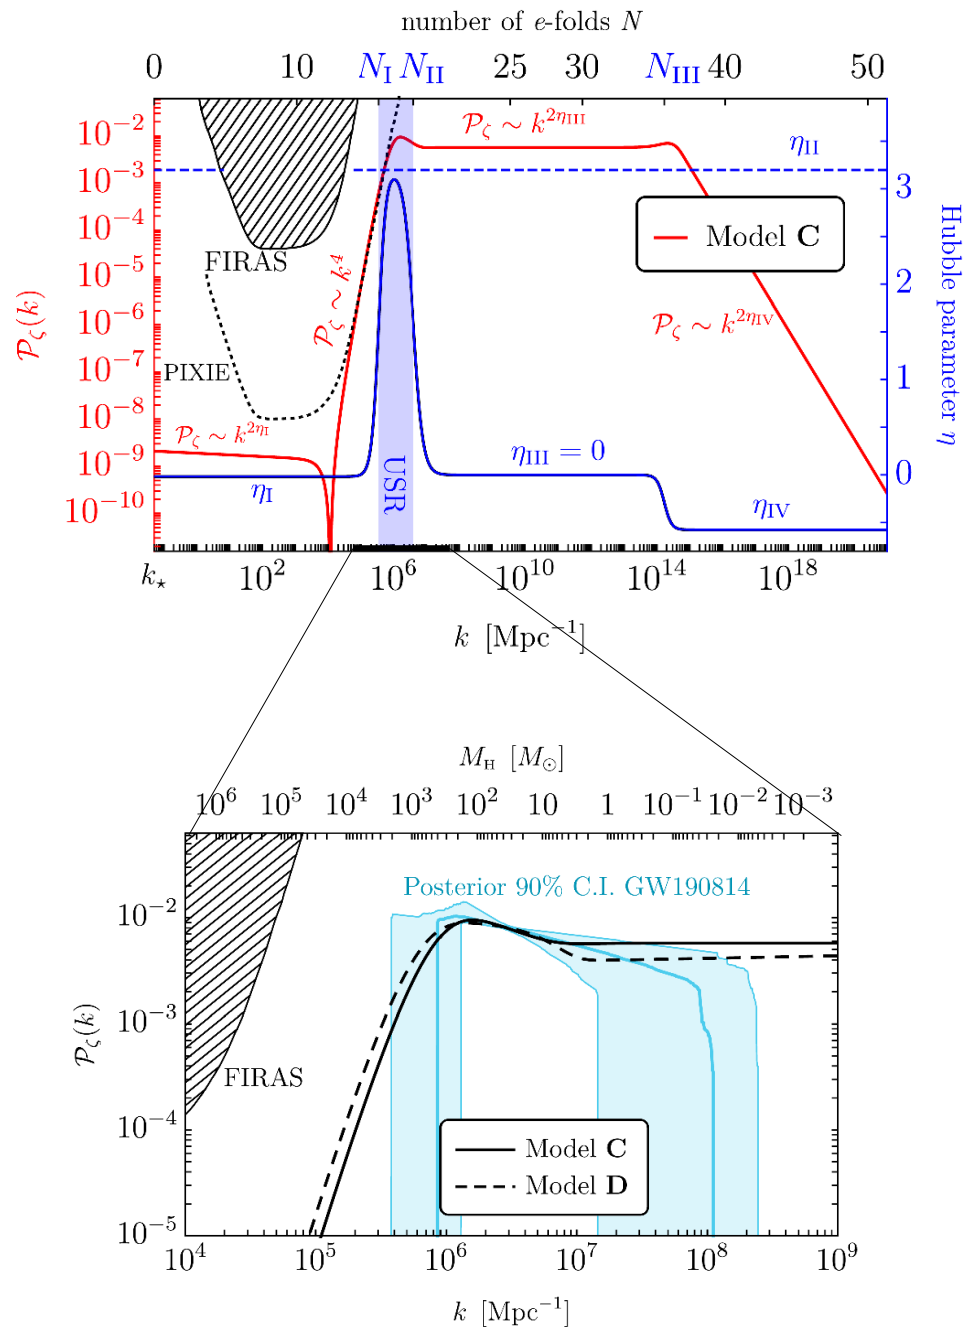 number of e-folds N
0 12 N_I N_II 25 30 N_III 40 50
10^−2
10^−3
10^−4
10^−5
10^−6
10^−7
10^−8
10^−9
10^−10
P_ζ(k)
P_ζ ∼ k^{2η_III}
η_II
Model C
FIRAS
P_ζ ∼ k^4
P_ζ ∼ k^{2η_IV}
PIXIE
P_ζ ∼ k^{2η_I}
η_I
USR
η_III = 0
η_IV
3
2
1
0
Hubble parameter η
k_⋆ 10^2 10^6 10^10 10^14 10^18
k [Mpc^−1]
M_H [M_⊙]
10^6 10^5 10^4 10^3 10^2 10 1 10^−1 10^−2 10^−3
Posterior 90% C.I. GW190814
10^−2
10^−3
10^−4
10^−5
P_ζ(k)
FIRAS
Model C
Model D
10^4 10^5 10^6 10^7 10^8 10^9
k [Mpc^−1]